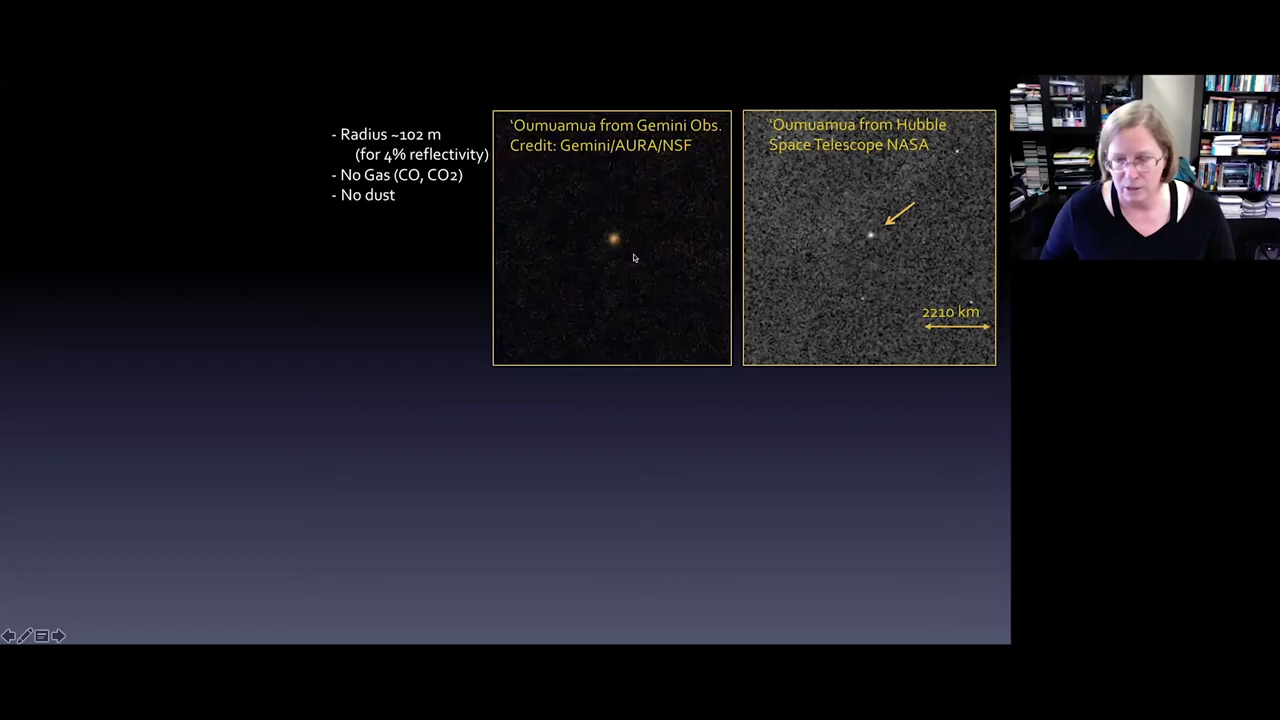 - Radius ~102 m
(for 4% reflectivity)
- No Gas (CO, CO2)
- No dust
‘Oumuamua from Gemini Obs.
Credit: Gemini/AURA/NSF
‘Oumuamua from Hubble
Space Telescope NASA
2210 km